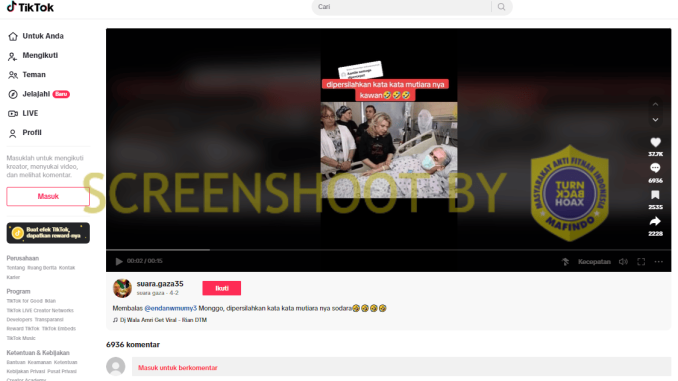 TikTok
Cari
Untuk Anda
Mengikuti
Teman
Jelajahi Baru
LIVE
Profil
Masuklah untuk mengikuti
kreator, menyukai video,
dan melihat komentar.
Masuk
Buat efek TikTok,
dapatkan reward-nya
Perusahaan
Tentang Ruang Berita Kontak
Karier
Program
TikTok for Good Iklan
TikTok LIVE Creator Networks
Developers Transparansi
Reward TikTok TikTok Embeds
TikTok Music
Ketentuan & Kebijakan
Bantuan Keamanan Ketentuan
Kebijakan Privasi Pusat Privasi
Creator Academy
dipersilahkan kata kata mutiara nya
kawan🤣🤣🤣
SCREENSHOOT BY
MASYARAKAT ANTI FITNAH INDONESIA
TURN
BACK
HOAX
MAFINDO
37.7K
6936
2535
2228
00:02 / 00:15
Kecepatan
suara.gaza35
suara gaza · 4-2
Ikuti
Membalas @endanwmumy3 Monggo, dipersilahkan kata kata mutiara nya sodara🤣🤣🤣🤣
♫ Dj Wala Amri Get Viral - Rian DTM
6936 komentar
Masuk untuk berkomentar